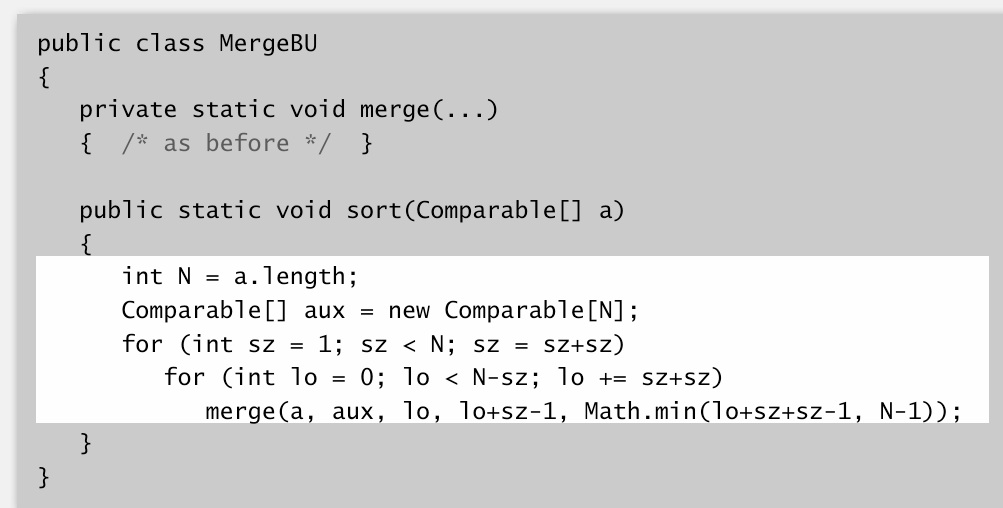 public class MergeBU
{
   private static void merge(...)
   {  /* as before */  }

   public static void sort(Comparable[] a)
   {
      int N = a.length;
      Comparable[] aux = new Comparable[N];
      for (int sz = 1; sz < N; sz = sz+sz)
         for (int lo = 0; lo < N-sz; lo += sz+sz)
            merge(a, aux, lo, lo+sz-1, Math.min(lo+sz+sz-1, N-1));
   }
}